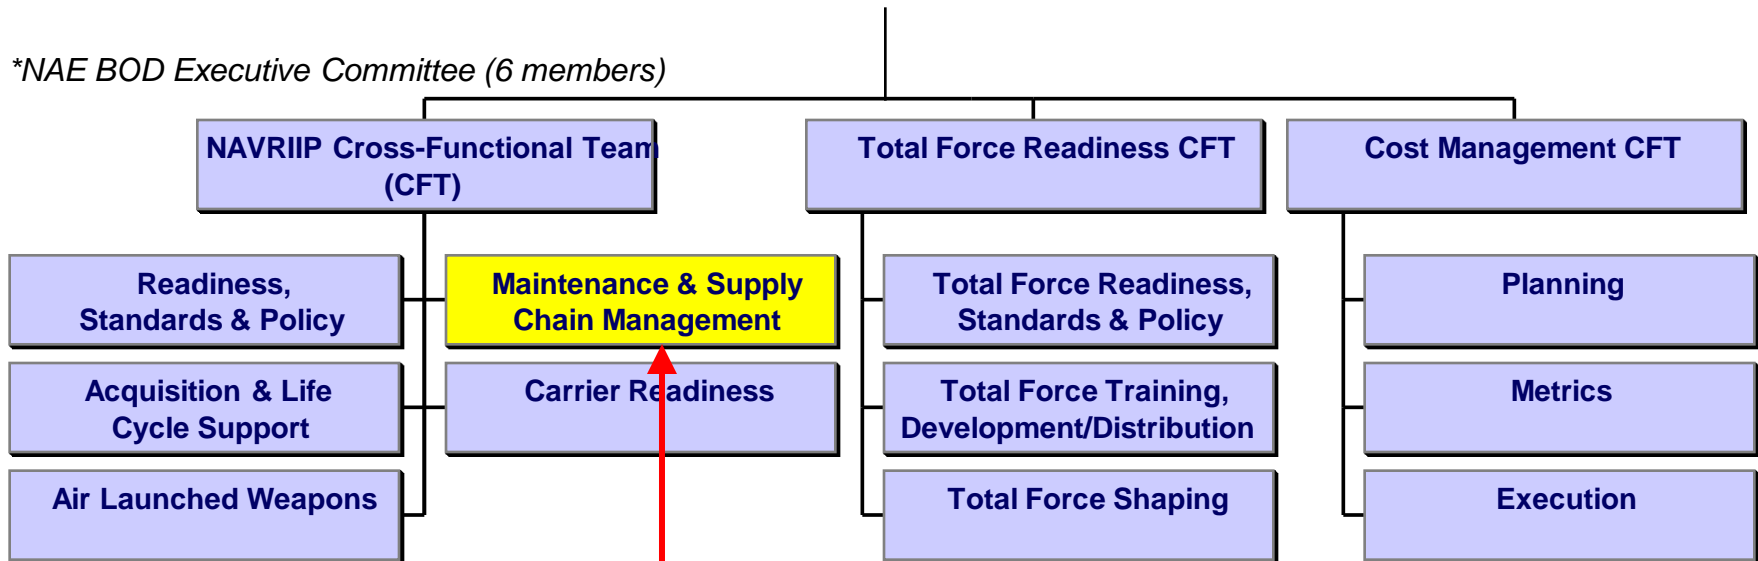 *NAE BOD Executive Committee (6 members)
NAVRIIP Cross-Functional Team
(CFT)
Total Force Readiness CFT
Cost Management CFT
Readiness,
Standards & Policy
Maintenance & Supply
Chain Management
Total Force Readiness,
Standards & Policy
Planning
Acquisition & Life
Cycle Support
Carrier Readiness
Total Force Training,
Development/Distribution
Metrics
Air Launched Weapons
Total Force Shaping
Execution